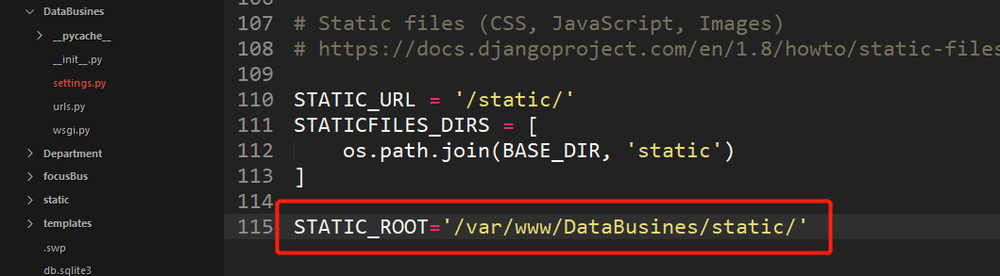 DataBusines
__pycache__
__init__.py
settings.py
urls.py
wsgi.py
Department
focusBus
static
templates
.swp
db.sqlite3
107 # Static files (CSS, JavaScript, Images)
108 # https://docs.djangoproject.com/en/1.8/howto/static-files
109
110 STATIC_URL = '/static/'
111 STATICFILES_DIRS = [
112     os.path.join(BASE_DIR, 'static')
113 ]
114
115 STATIC_ROOT='/var/www/DataBusines/static/'